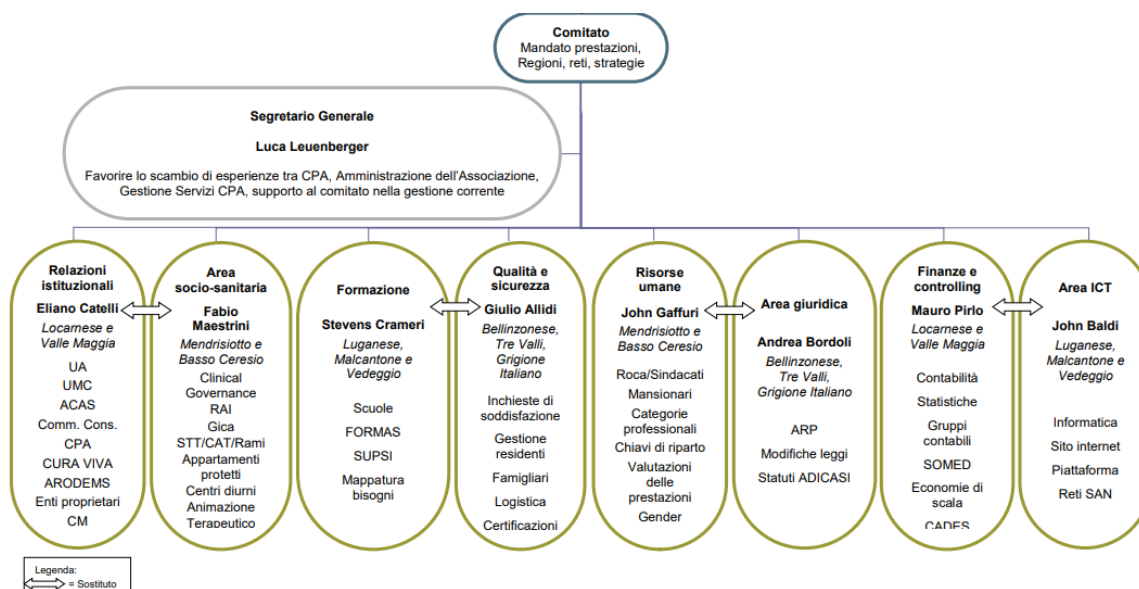 Comitato
Mandato prestazioni,
Regioni, reti, strategie
Segretario Generale
Luca Leuenberger
Favorire lo scambio di esperienze tra CPA, Amministrazione dell'Associazione,
Gestione Servizi CPA, supporto al comitato nella gestione corrente
Relazioni
istituzionali
Eliano Catelli
Locarnese e
Valle Maggia
UA
UMC
ACAS
Comm. Cons.
CPA
CURA VIVA
ARODEMS
Enti proprietari
CM
Area
socio-sanitaria
Fabio
Maestrini
Mendrisiotto e
Basso Ceresio
Clinical
Governance
RAI
Gica
STT/CAT/Rami
Appartamenti
protetti
Centri diurni
Animazione
Terapeutico
Formazione
Stevens Crameri
Luganese,
Malcantone e
Vedeggio
Scuole
FORMAS
SUPSI
Mappatura
bisogni
Qualità e
sicurezza
Giulio Allidi
Bellinzonese,
Tre Valli,
Grigione
Italiano
Inchieste di
soddisfazione
Gestione
residenti
Famigliari
Logistica
Certificazioni
Risorse
umane
John Gaffuri
Mendrisiotto e
Basso Ceresio
Roca/Sindacati
Mansionari
Categorie
professionali
Chiavi di riparto
Valutazioni
delle
prestazioni
Gender
Area giuridica
Andrea Bordoli
Bellinzonese,
Tre Valli,
Grigione Italiano
ARP
Modifiche leggi
Statuti ADICASI
Finanze e
controlling
Mauro Pirlo
Locarnese e
Valle Maggia
Contabilità
Statistiche
Gruppi
contabili
SOMED
Economie di
scala
CADES
Area ICT
John Baldi
Luganese,
Malcantone e
Vedeggio
Informatica
Sito internet
Piattaforma
Reti SAN
Legenda:
= Sostituto